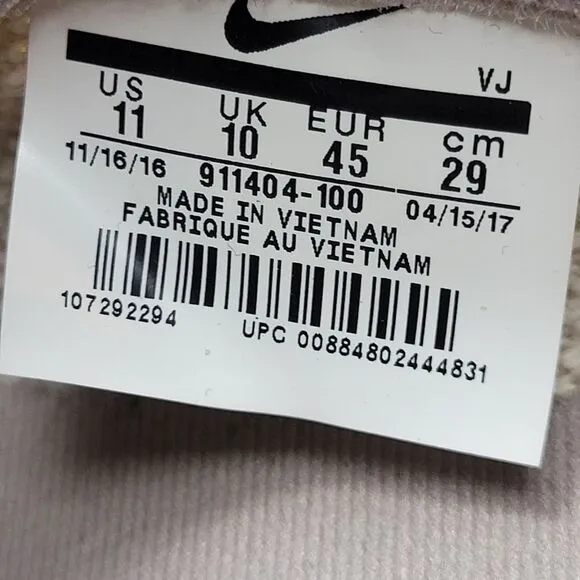 VJ
US UK EUR cm
11 10 45 29
11/16/16 911404-100 04/15/17
MADE IN VIETNAM
FABRIQUE AU VIETNAM
107292294 UPC 00884802444831